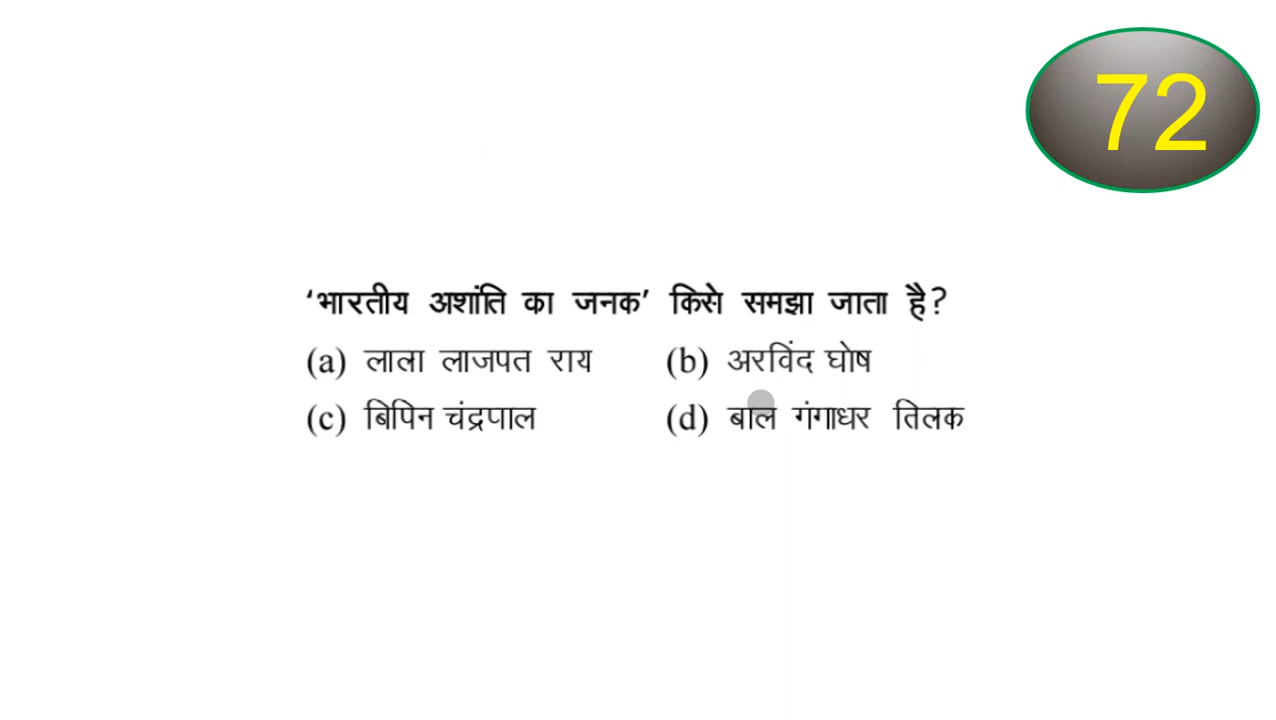 72
‘भारतीय अशांति का जनक’ किसे समझा जाता है?
(a) लाला लाजपत राय (b) अरविंद घोष
(c) बिपिन चंद्रपाल (d) बाल गंगाधर तिलक